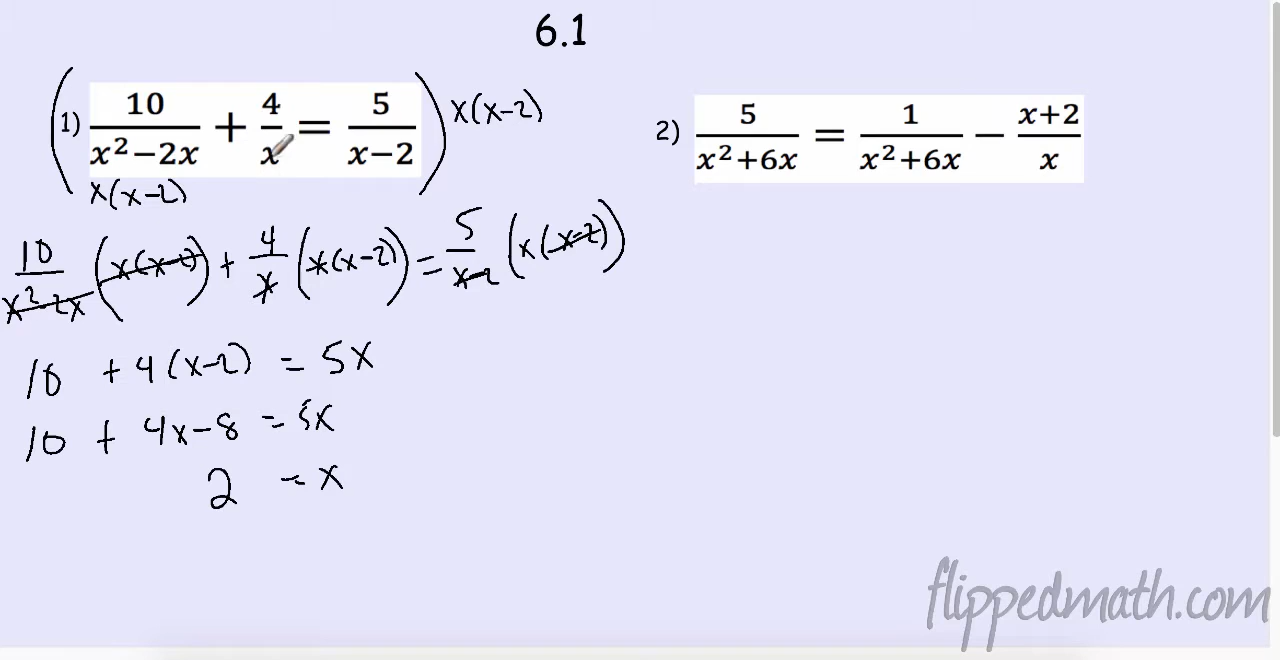 6.1
1) 10/(x²−2x) + 4/x = 5/(x−2) ) x(x−2)
x(x−2)
10/(x²−2x) (x(x−2)) + 4/x (x(x−2)) = 5/(x−2) (x(x−2))
10 + 4(x−2) = 5x
10 + 4x−8 = 5x
2 = x
2) 5/(x²+6x) = 1/(x²+6x) − (x+2)/x
flippedmath.com